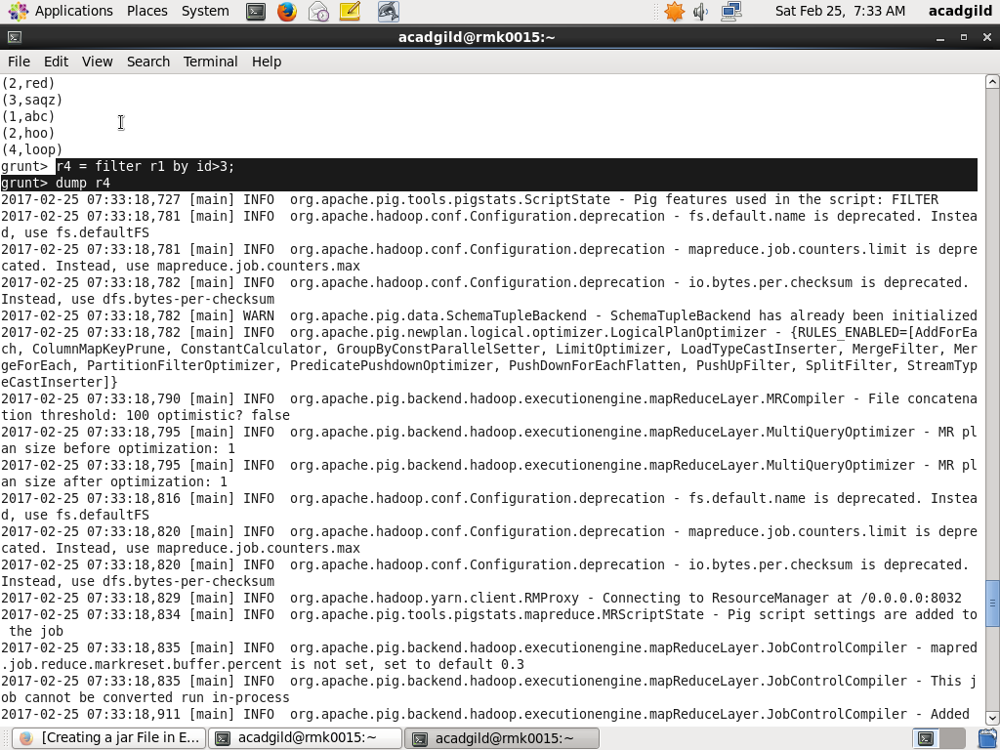 Applications Places System Sat Feb 25, 7:33 AM acadgild
acadgild@rmk0015:~
File Edit View Search Terminal Help
(2,red)
(3,saqz)
(1,abc)
(2,hoo)
(4,loop)
grunt> r4 = filter r1 by id>3;
grunt> dump r4
2017-02-25 07:33:18,727 [main] INFO  org.apache.pig.tools.pigstats.ScriptState - Pig features used in the script: FILTER
2017-02-25 07:33:18,781 [main] INFO  org.apache.hadoop.conf.Configuration.deprecation - fs.default.name is deprecated. Instea
d, use fs.defaultFS
2017-02-25 07:33:18,781 [main] INFO  org.apache.hadoop.conf.Configuration.deprecation - mapreduce.job.counters.limit is depre
cated. Instead, use mapreduce.job.counters.max
2017-02-25 07:33:18,782 [main] INFO  org.apache.hadoop.conf.Configuration.deprecation - io.bytes.per.checksum is deprecated.
Instead, use dfs.bytes-per-checksum
2017-02-25 07:33:18,782 [main] WARN  org.apache.pig.data.SchemaTupleBackend - SchemaTupleBackend has already been initialized
2017-02-25 07:33:18,782 [main] INFO  org.apache.pig.newplan.logical.optimizer.LogicalPlanOptimizer - {RULES_ENABLED=[AddForEa
ch, ColumnMapKeyPrune, ConstantCalculator, GroupByConstParallelSetter, LimitOptimizer, LoadTypeCastInserter, MergeFilter, Mer
geForEach, PartitionFilterOptimizer, PredicatePushdownOptimizer, PushDownForEachFlatten, PushUpFilter, SplitFilter, StreamTyp
eCastInserter]}
2017-02-25 07:33:18,790 [main] INFO  org.apache.pig.backend.hadoop.executionengine.mapReduceLayer.MRCompiler - File concatena
tion threshold: 100 optimistic? false
2017-02-25 07:33:18,795 [main] INFO  org.apache.pig.backend.hadoop.executionengine.mapReduceLayer.MultiQueryOptimizer - MR pl
an size before optimization: 1
2017-02-25 07:33:18,795 [main] INFO  org.apache.pig.backend.hadoop.executionengine.mapReduceLayer.MultiQueryOptimizer - MR pl
an size after optimization: 1
2017-02-25 07:33:18,816 [main] INFO  org.apache.hadoop.conf.Configuration.deprecation - fs.default.name is deprecated. Instea
d, use fs.defaultFS
2017-02-25 07:33:18,820 [main] INFO  org.apache.hadoop.conf.Configuration.deprecation - mapreduce.job.counters.limit is depre
cated. Instead, use mapreduce.job.counters.max
2017-02-25 07:33:18,820 [main] INFO  org.apache.hadoop.conf.Configuration.deprecation - io.bytes.per.checksum is deprecated.
Instead, use dfs.bytes-per-checksum
2017-02-25 07:33:18,829 [main] INFO  org.apache.hadoop.yarn.client.RMProxy - Connecting to ResourceManager at /0.0.0.0:8032
2017-02-25 07:33:18,834 [main] INFO  org.apache.pig.tools.pigstats.mapreduce.MRScriptState - Pig script settings are added to
 the job
2017-02-25 07:33:18,835 [main] INFO  org.apache.pig.backend.hadoop.executionengine.mapReduceLayer.JobControlCompiler - mapred
.job.reduce.markreset.buffer.percent is not set, set to default 0.3
2017-02-25 07:33:18,835 [main] INFO  org.apache.pig.backend.hadoop.executionengine.mapReduceLayer.JobControlCompiler - This j
ob cannot be converted run in-process
2017-02-25 07:33:18,911 [main] INFO  org.apache.pig.backend.hadoop.executionengine.mapReduceLayer.JobControlCompiler - Added
[Creating a jar File in E... acadgild@rmk0015:~ acadgild@rmk0015:~